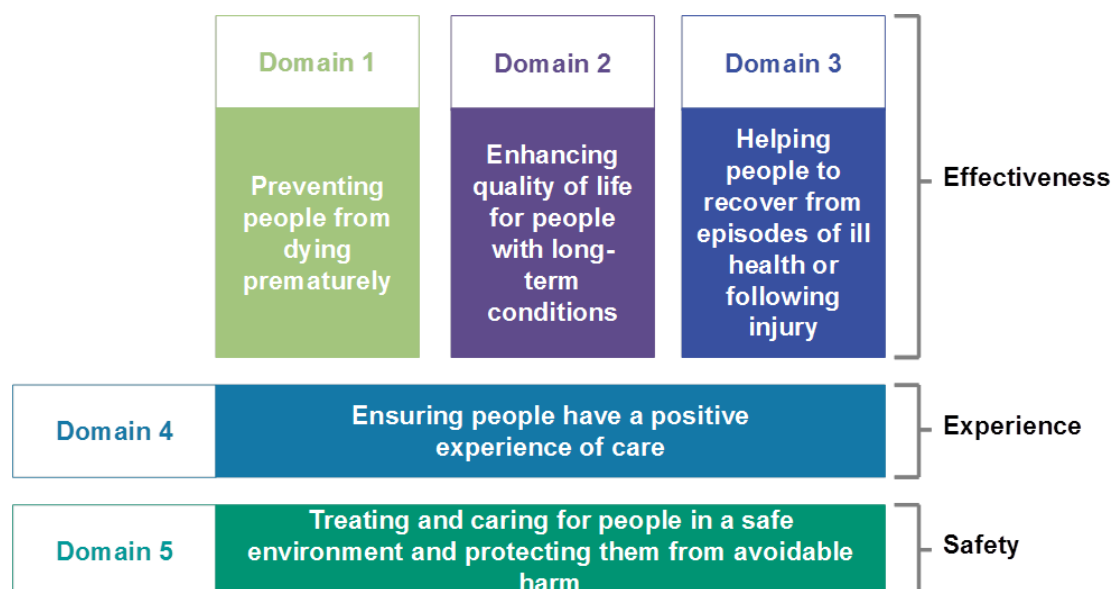 Domain 1
Preventing
people from
dying
prematurely
Domain 2
Enhancing
quality of life
for people
with long-
term
conditions
Domain 3
Helping
people to
recover from
episodes of ill
health or
following
injury
Effectiveness
Domain 4
Ensuring people have a positive
experience of care
Experience
Domain 5
Treating and caring for people in a safe
environment and protecting them from avoidable
harm
Safety